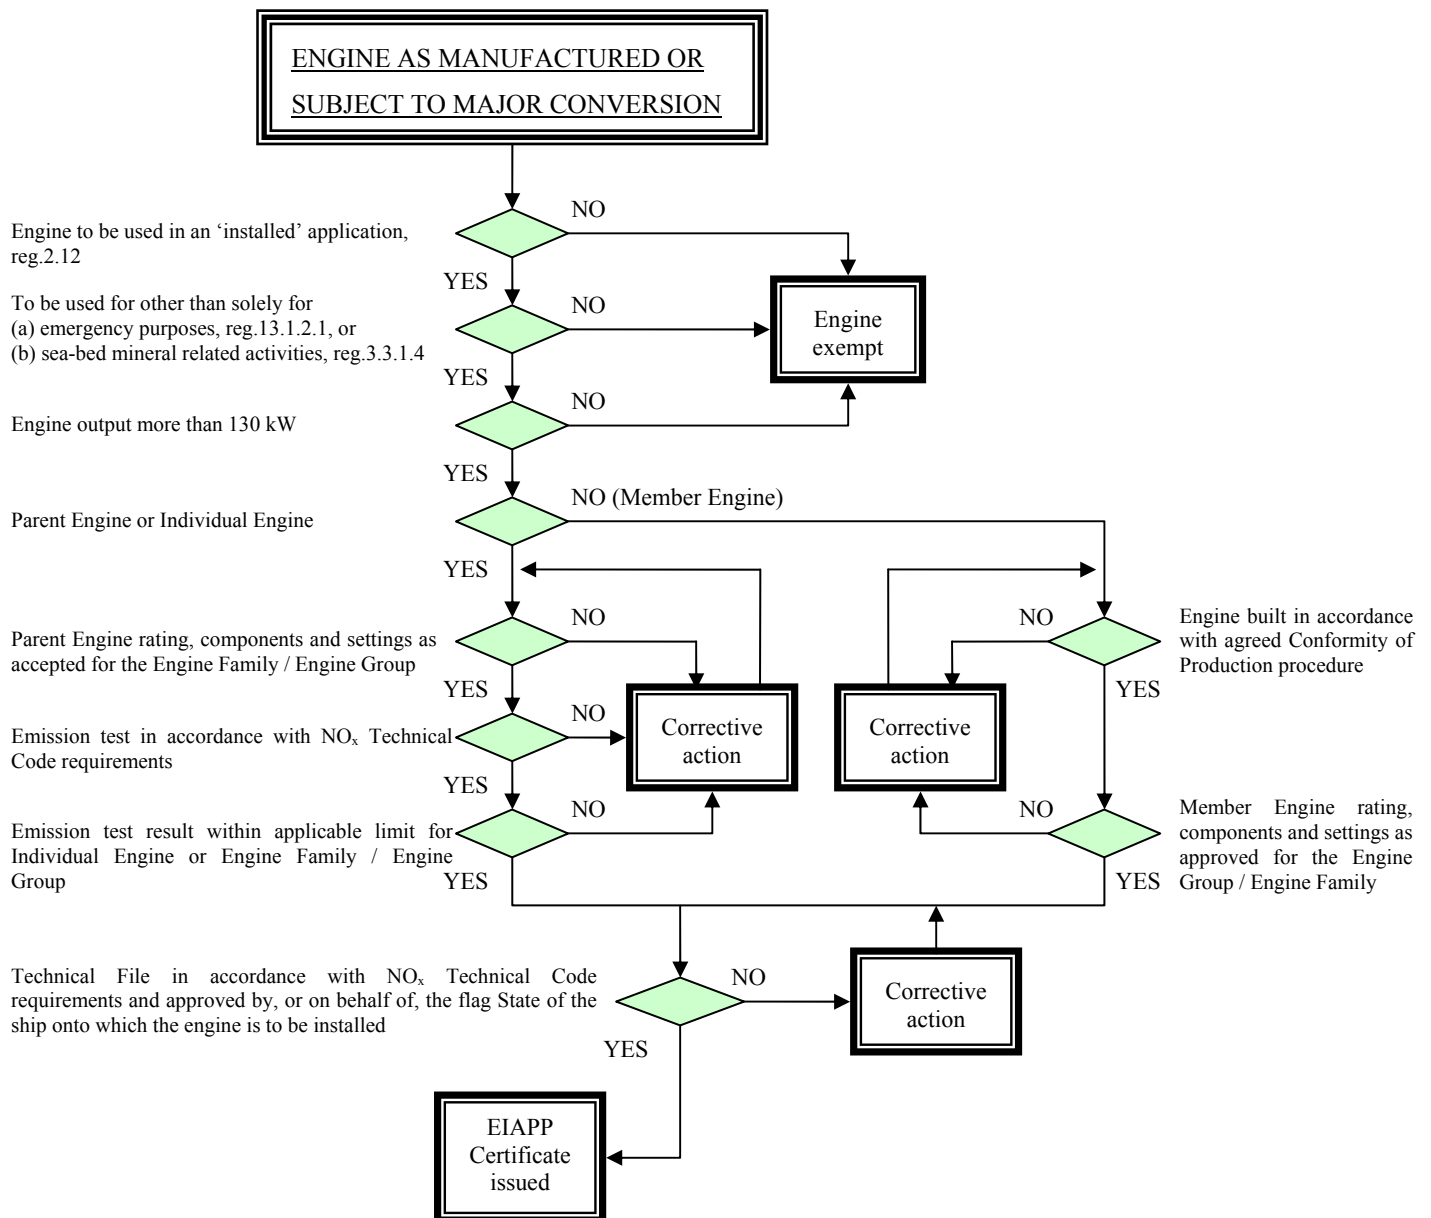 ENGINE AS MANUFACTURED OR
SUBJECT TO MAJOR CONVERSION
NO
Engine to be used in an ‘installed’ application,
reg.2.12
YES
To be used for other than solely for
(a) emergency purposes, reg.13.1.2.1, or
(b) sea-bed mineral related activities, reg.3.3.1.4
NO
Engine
exempt
YES
NO
Engine output more than 130 kW
YES
NO (Member Engine)
Parent Engine or Individual Engine
YES
NO
Parent Engine rating, components and settings as
accepted for the Engine Family / Engine Group
NO
Engine built in accordance
with agreed Conformity of
Production procedure
YES
YES
NO
Emission test in accordance with NOₓ Technical
Code requirements
Corrective
action
Corrective
action
YES
NO
Emission test result within applicable limit for
Individual Engine or Engine Family / Engine
Group
YES
NO
Member Engine rating,
components and settings as
approved for the Engine
Group / Engine Family
YES
Technical File in accordance with NOₓ Technical Code
requirements and approved by, or on behalf of, the flag State of the
ship onto which the engine is to be installed
NO
Corrective
action
YES
EIAPP
Certificate
issued